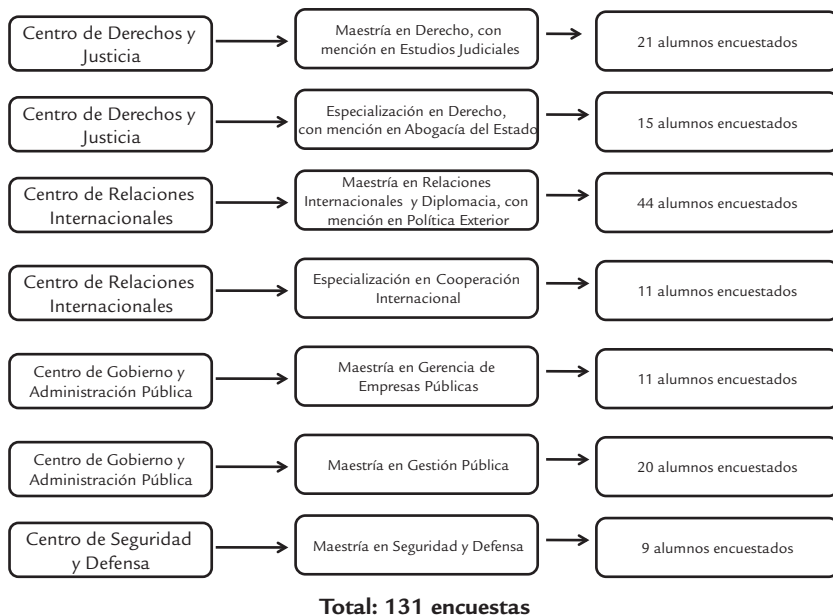 Centro de Derechos y
Justicia
Maestría en Derecho, con
mención en Estudios Judiciales
21 alumnos encuestados
Centro de Derechos y
Justicia
Especialización en Derecho,
con mención en Abogacía del Estado
15 alumnos encuestados
Centro de Relaciones
Internacionales
Maestría en Relaciones
Internacionales y Diplomacia, con
mención en Política Exterior
44 alumnos encuestados
Centro de Relaciones
Internacionales
Especialización en Cooperación
Internacional
11 alumnos encuestados
Centro de Gobierno y
Administración Pública
Maestría en Gerencia de
Empresas Públicas
11 alumnos encuestados
Centro de Gobierno y
Administración Pública
Maestría en Gestión Pública
20 alumnos encuestados
Centro de Seguridad
y Defensa
Maestría en Seguridad y Defensa
9 alumnos encuestados
Total: 131 encuestas